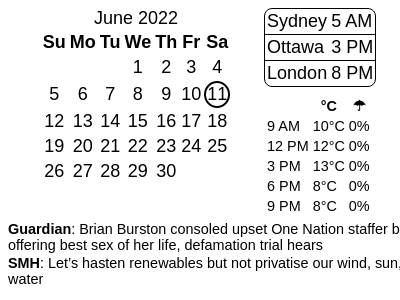 June 2022
Su Mo Tu We Th Fr Sa
1 2 3 4
5 6 7 8 9 10 11
12 13 14 15 16 17 18
19 20 21 22 23 24 25
26 27 28 29 30
Sydney 5 AM
Ottawa 3 PM
London 8 PM
°C ☂
9 AM 10°C 0%
12 PM 12°C 0%
3 PM 13°C 0%
6 PM 8°C 0%
9 PM 8°C 0%
Guardian: Brian Burston consoled upset One Nation staffer b
offering best sex of her life, defamation trial hears
SMH: Let’s hasten renewables but not privatise our wind, sun,
water